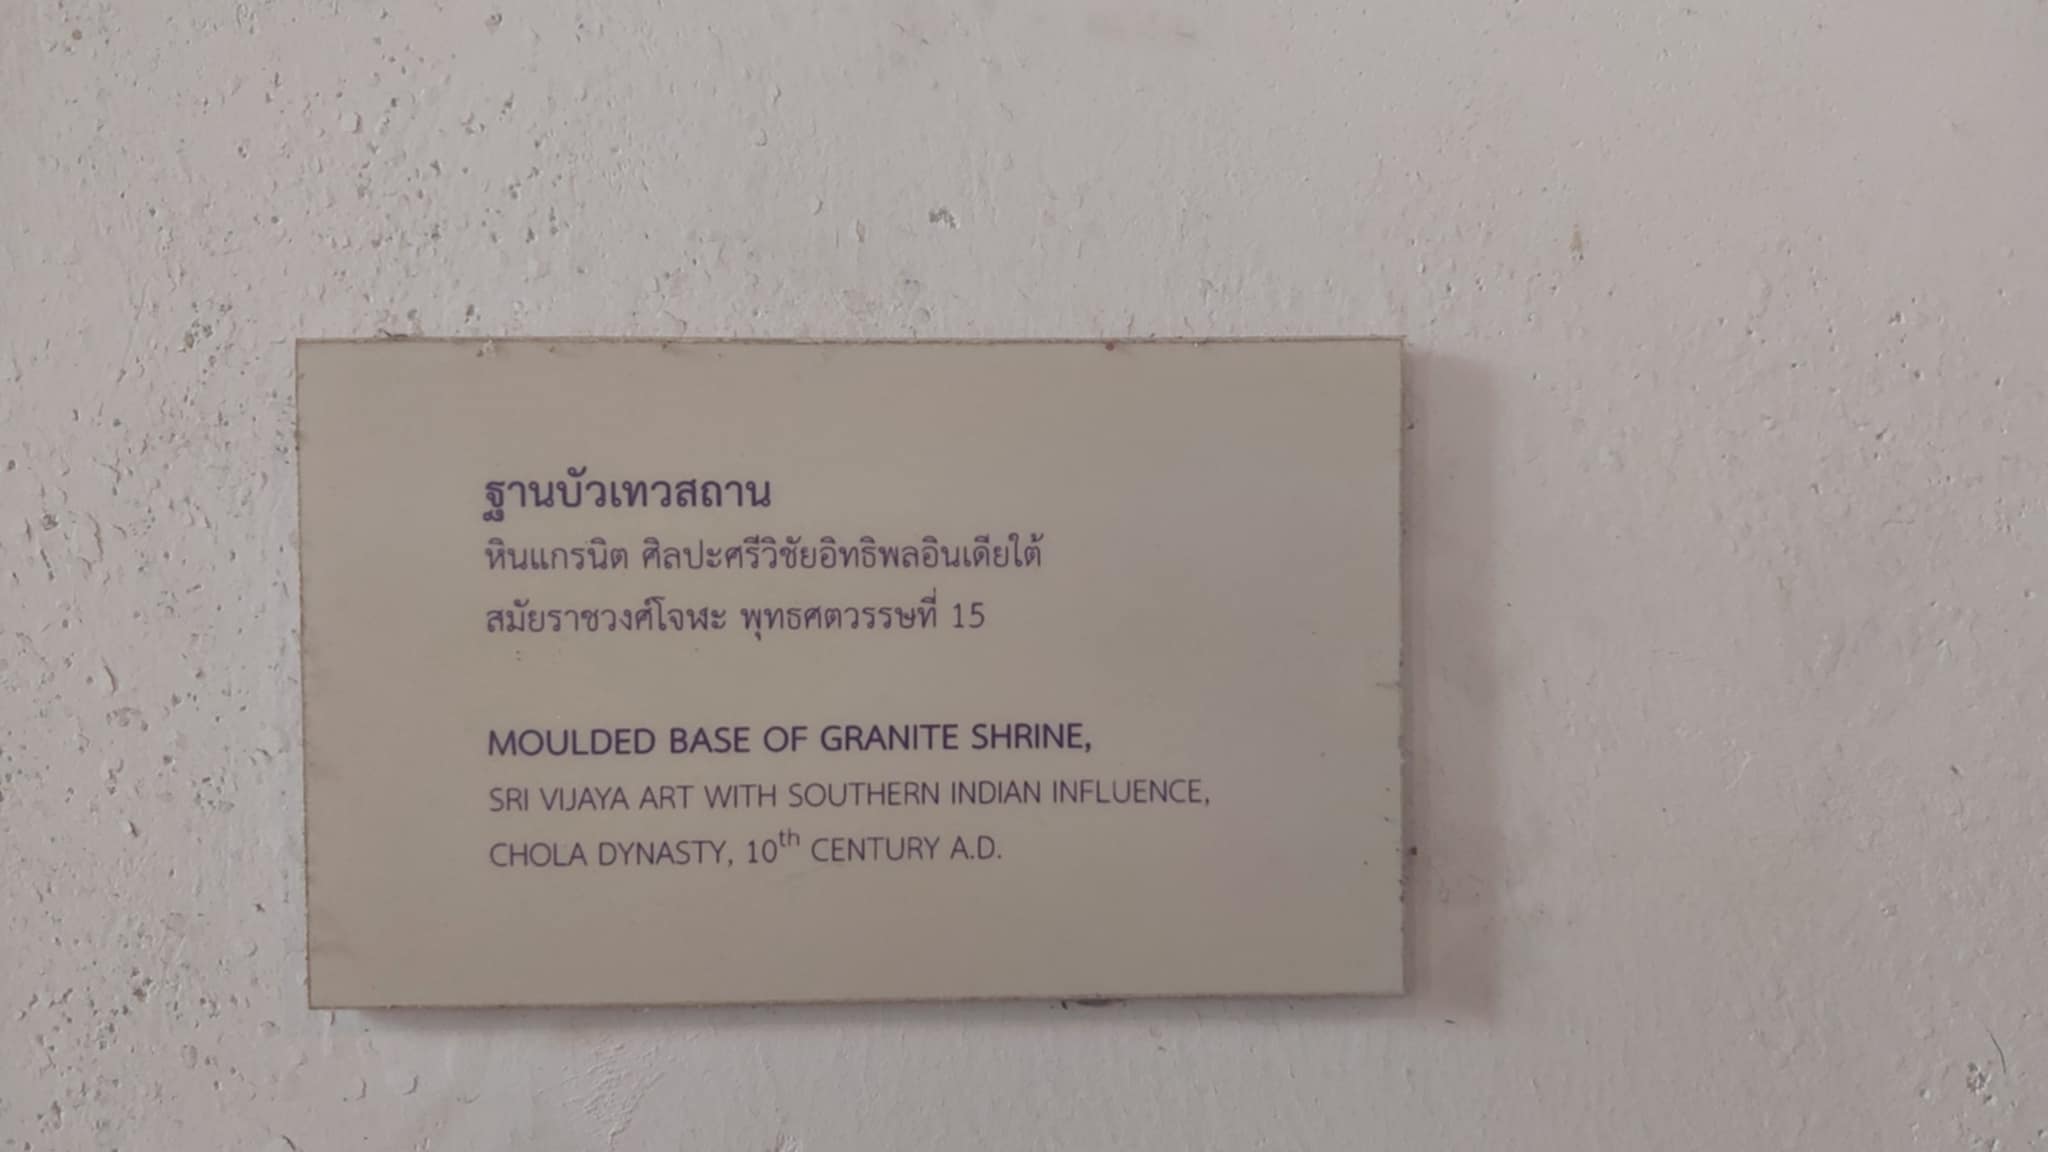 ฐานบัวเทวสถาน
หินแกรนิต ศิลปะศรีวิชัยอิทธิพลอินเดียใต้
สมัยราชวงศ์โจฬะ พุทธศตวรรษที่ 15
MOULDED BASE OF GRANITE SHRINE,
SRI VIJAYA ART WITH SOUTHERN INDIAN INFLUENCE,
CHOLA DYNASTY, 10th CENTURY A.D.